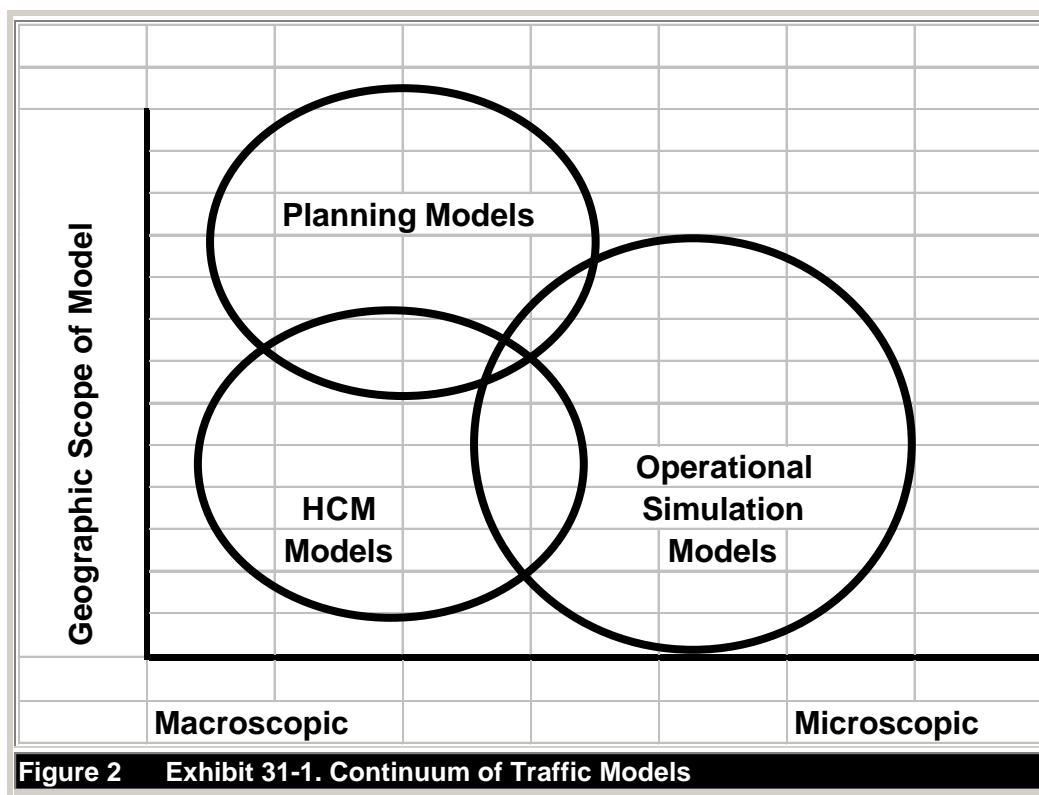 Planning Models
Geographic Scope of Model
HCM
Models
Operational
Simulation
Models
Macroscopic
Microscopic
Figure 2 Exhibit 31-1. Continuum of Traffic Models